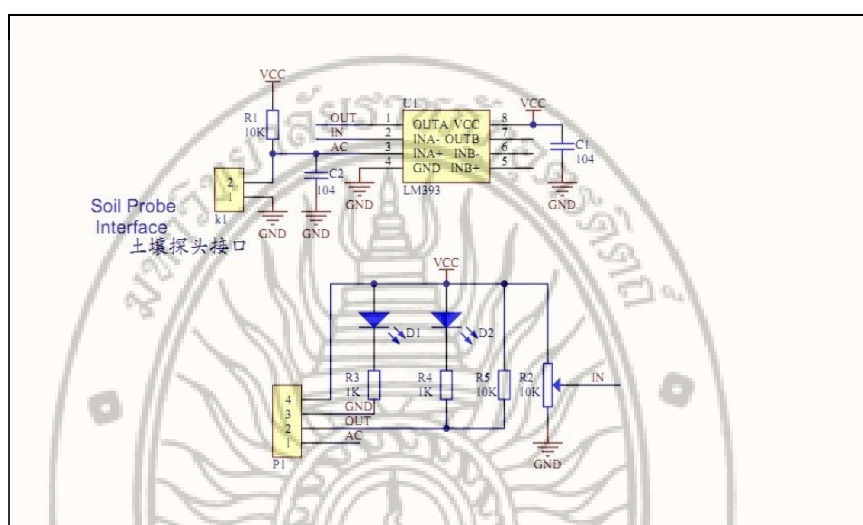 VCC
R1
10K
OUT
IN
AC
1
2
3
4
U1
OUTA VCC
INA- OUTB
INA+ INB-
GND INB+
LM393
8
7
6
5
VCC
C1
104
GND
C2
104
GND
GND
GND
2
1
k1
Soil Probe
Interface
土壤探头接口
VCC
D1
D2
R3
1K
R4
1K
R5
10K
R2
10K
IN
GND
4
3
2
1
P1
GND
OUT
AC